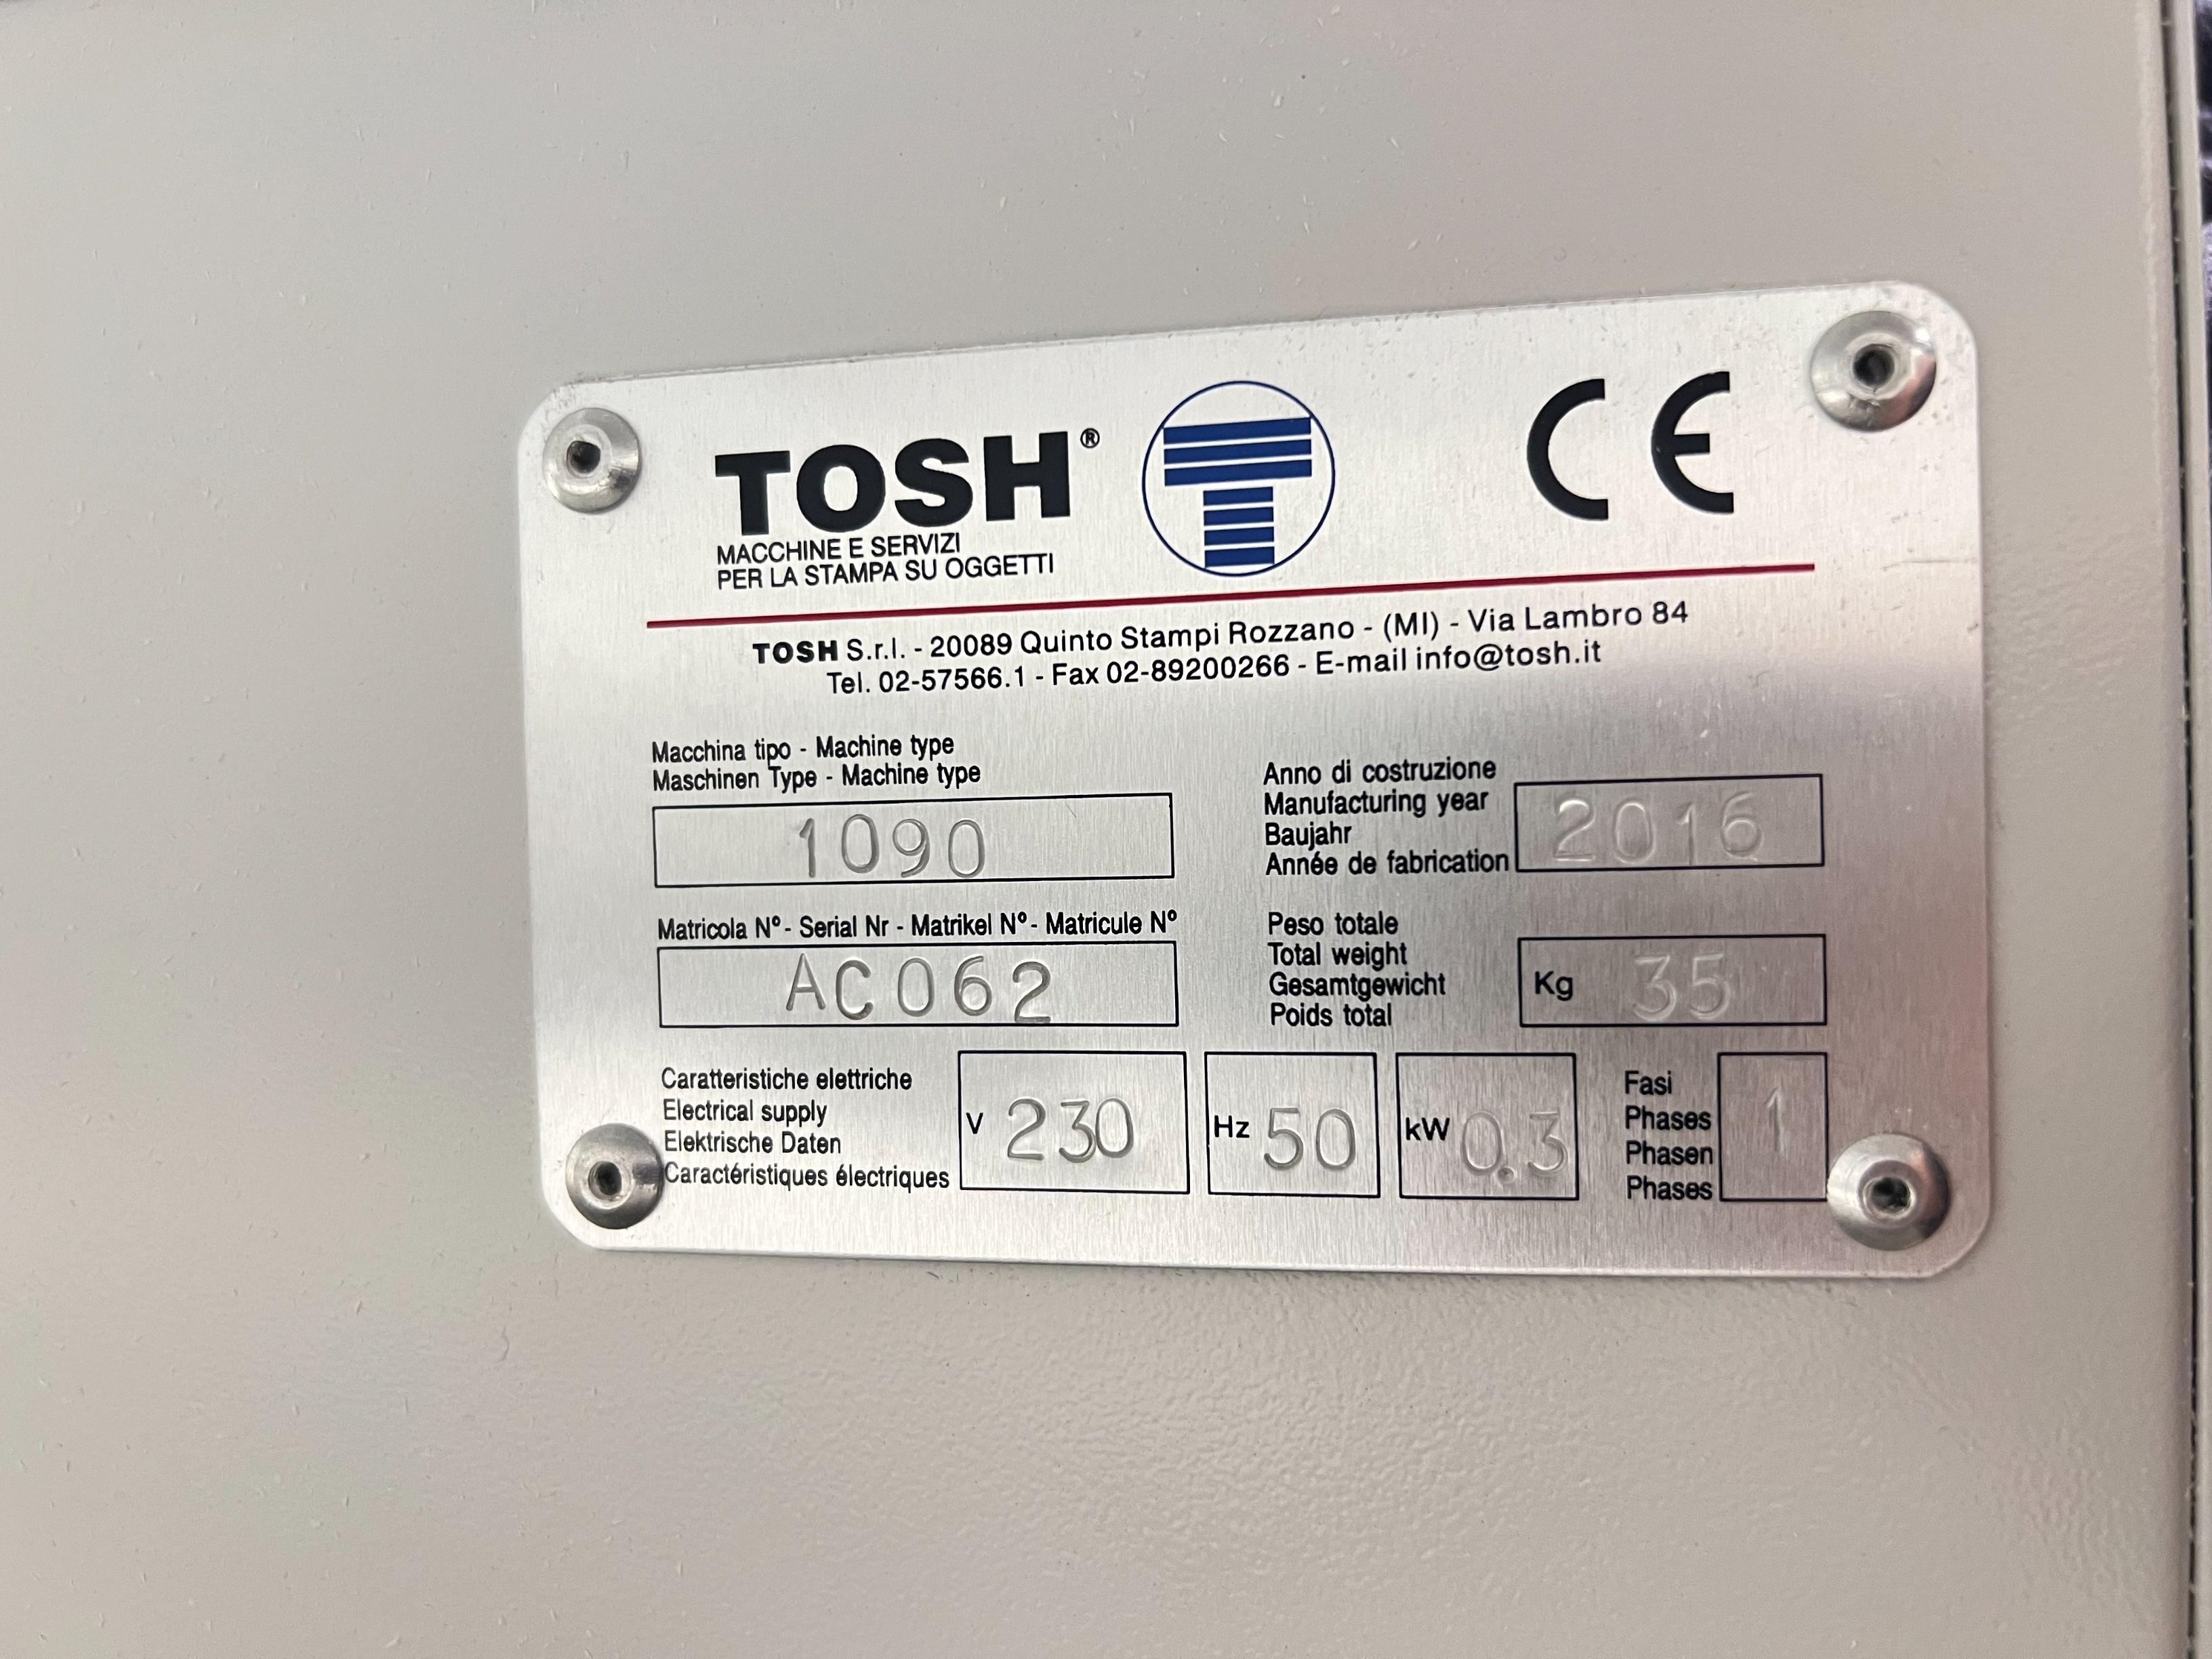 TOSH®
MACCHINE E SERVIZI
PER LA STAMPA SU OGGETTI
T
CE
TOSH S.r.l. - 20089 Quinto Stampi Rozzano - (MI) - Via Lambro 84
Tel. 02-57566.1 - Fax 02-89200266 - E-mail info@tosh.it
Macchina tipo - Machine type
Maschinen Type - Machine type
1090
Anno di costruzione
Manufacturing year
Baujahr
Année de fabrication
2016
Matricola Nº - Serial Nr - Matrikel Nº - Matricule Nº
AC062
Peso totale
Total weight
Gesamtgewicht
Poids total
Kg 35
Caratteristiche elettriche
Electrical supply
Elektrische Daten
Caractéristiques électriques
V 230
Hz 50
kW 0.3
Fasi
Phases
Phasen
Phases
1